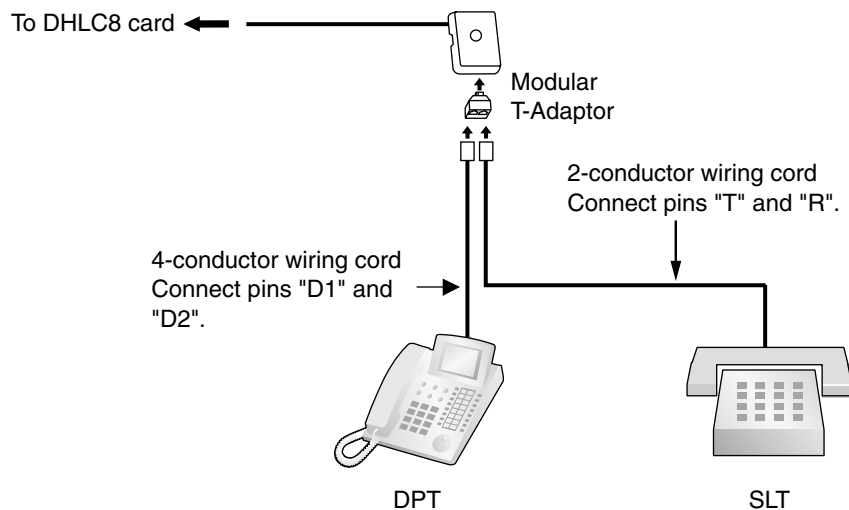 To DHLC8 card
Modular
T-Adaptor
2-conductor wiring cord
Connect pins "T" and "R".
4-conductor wiring cord
Connect pins "D1" and
"D2".
DPT
SLT